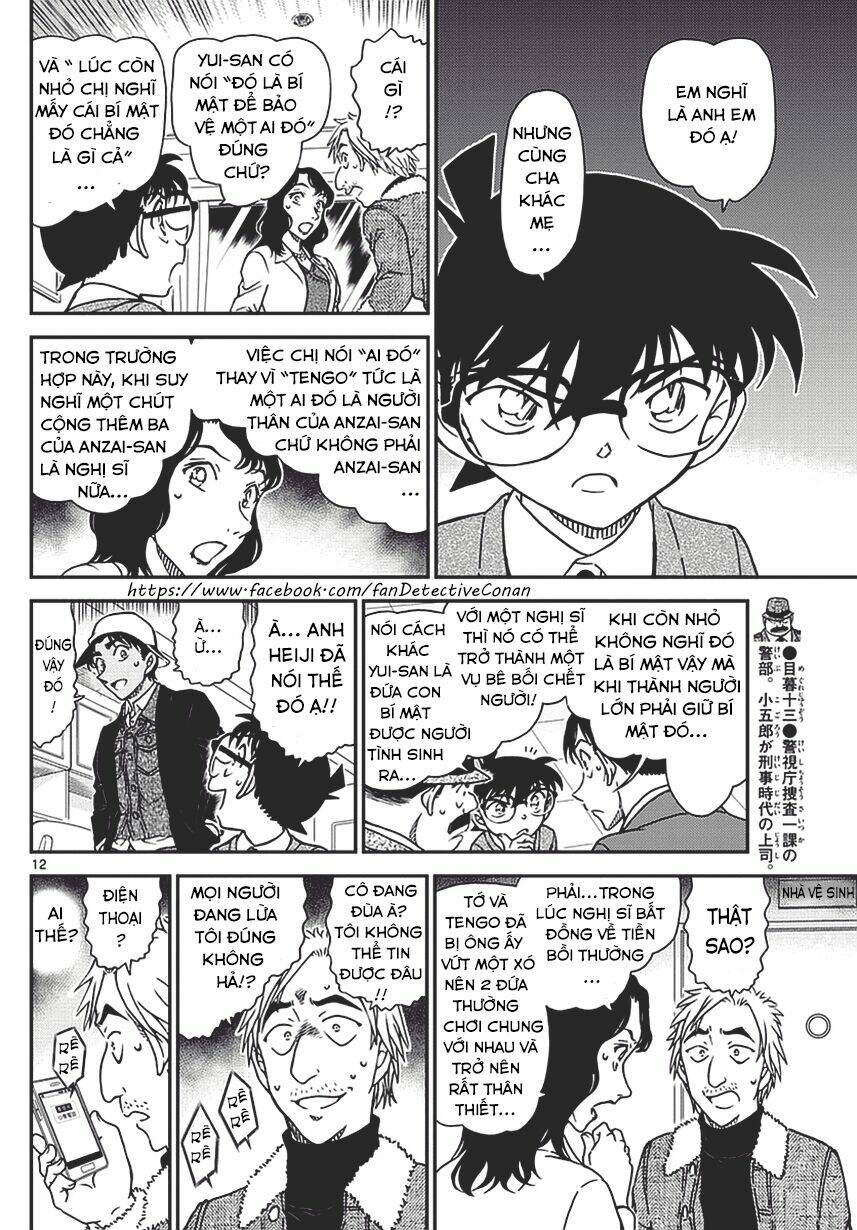 EM NGHĨ
LÀ ANH EM
ĐÓ Ạ!
NHƯNG
CÙNG
CHA
KHÁC
MẸ
...
CÁI
GÌ
!?
YUI-SAN CÓ
NÓI "ĐÓ LÀ BÍ
MẬT ĐỂ BẢO
VỆ MỘT AI ĐÓ"
ĐÚNG
CHỨ?
VÀ " LÚC CÒN
NHỎ CHỊ NGHĨ
MẤY CÁI BÍ MẬT
ĐÓ CHẲNG
LÀ GÌ CẢ"
...
VIỆC CHỊ NÓI "AI ĐÓ"
THAY VÌ "TENGO" TỨC LÀ
MỘT AI ĐÓ LÀ NGƯỜI
THÂN CỦA ANZAI-SAN
CHỨ KHÔNG PHẢI
ANZAI-SAN
...
TRONG TRƯỜNG
HỢP NÀY, KHI SUY
NGHĨ MỘT CHÚT
CỘNG THÊM BA
CỦA ANZAI-SAN
LÀ NGHỊ SĨ
NỮA...
https://www.facebook.com/fanDetectiveConan
●目暮十三●警視庁捜査一課の
警部。小五郎が刑事時代の上司。
KHI CÒN NHỎ
KHÔNG NGHĨ ĐÓ
LÀ BÍ MẬT VẬY MÀ
KHI THÀNH NGƯỜI
LỚN PHẢI GIỮ BÍ
MẬT ĐÓ...
VỚI MỘT NGHỊ SĨ
THÌ NÓ CÓ THỂ
TRỞ THÀNH MỘT
VỤ BÊ BỐI CHẾT
NGƯỜI!
NÓI CÁCH
KHÁC
YUI-SAN LÀ
ĐỨA CON
BÍ MẬT
ĐƯỢC NGƯỜI
TÌNH SINH
RA...
À... ANH
HEIJI ĐÃ
NÓI THẾ
ĐÓ Ạ!!
À...
Ừ...
ĐÚNG
VẬY
ĐÓ !
12
NHÀ VỆ SINH
THẬT
SAO?
PHẢI...TRONG
LÚC NGHỊ SĨ BẤT
ĐỒNG VỀ TIỀN
BỒI THƯỜNG ...
TỚ VÀ
TENGO ĐÃ
BỊ ÔNG ẤY
VỨT MỘT XÓ
NÊN 2 ĐỨA
THƯỜNG
CHƠI CHUNG
VỚI NHAU VÀ
TRỞ NÊN
RẤT THÂN
THIẾT...
CÔ ĐANG
ĐÙA À?
TÔI KHÔNG
THỂ TIN
ĐƯỢC ĐÂU
!!
MỌI NGƯỜI
ĐANG LỪA
TÔI ĐÚNG
KHÔNG
HẢ!?
RÈ
RÈ
RÈ
RÈ
ĐIỆN
THOẠI
?
AI
THẾ?
RÈ
RÈ